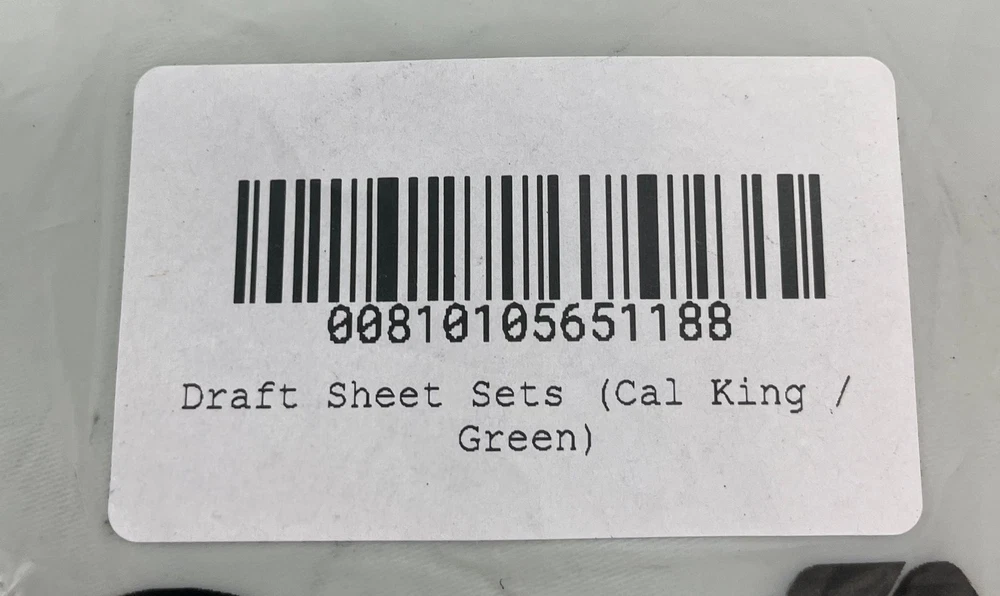 00810105651188
Draft Sheet Sets (Cal King /
Green)